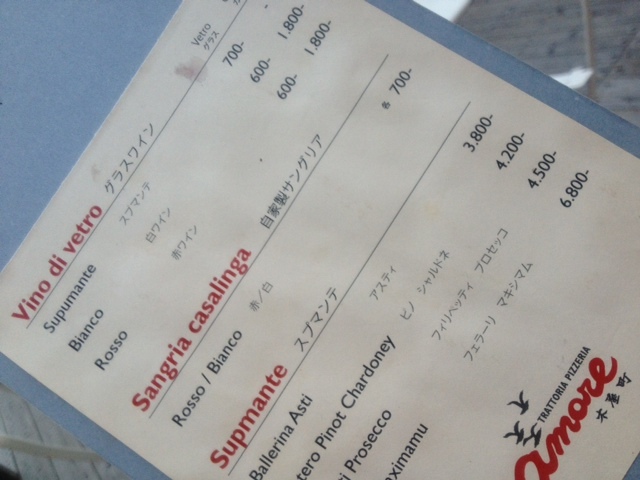 Vetro
グラス
Vino di vetro グラスワイン
Supumante スプマンテ 700-
Bianco 白ワイン 600- 1.800-
Rosso 赤ワイン 600- 1.800-
Sangria casalinga 自家製サングリア
Rosso / Bianco 赤／白 各 700-
Supmante スプマンテ
Ballerina Asti アスティ 3.800-
tero Pinot Chardoney ピノ シャルドネ 4.200-
ti Prosecco フィリペッティ プロセッコ 4.500-
aximamu フェラーリ マキシマム 6.800-
TRATTORIA PIZZERIA
amore
木屋町